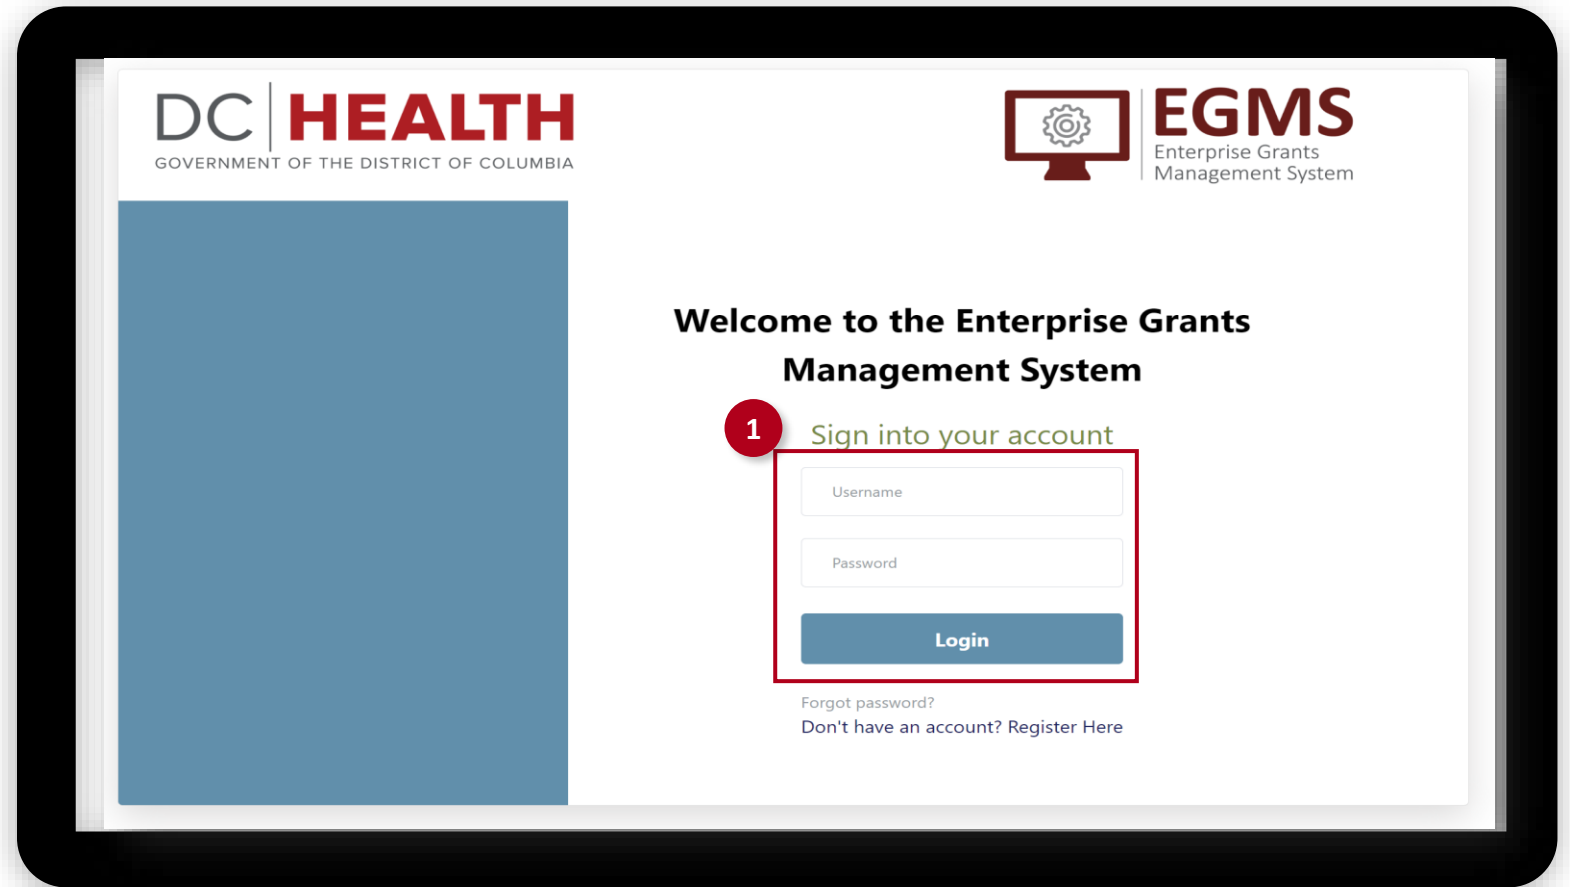 DC HEALTH
GOVERNMENT OF THE DISTRICT OF COLUMBIA
EGMS
Enterprise Grants
Management System
Welcome to the Enterprise Grants
Management System
1
Sign into your account
Username
Password
Login
Forgot password?
Don't have an account? Register Here